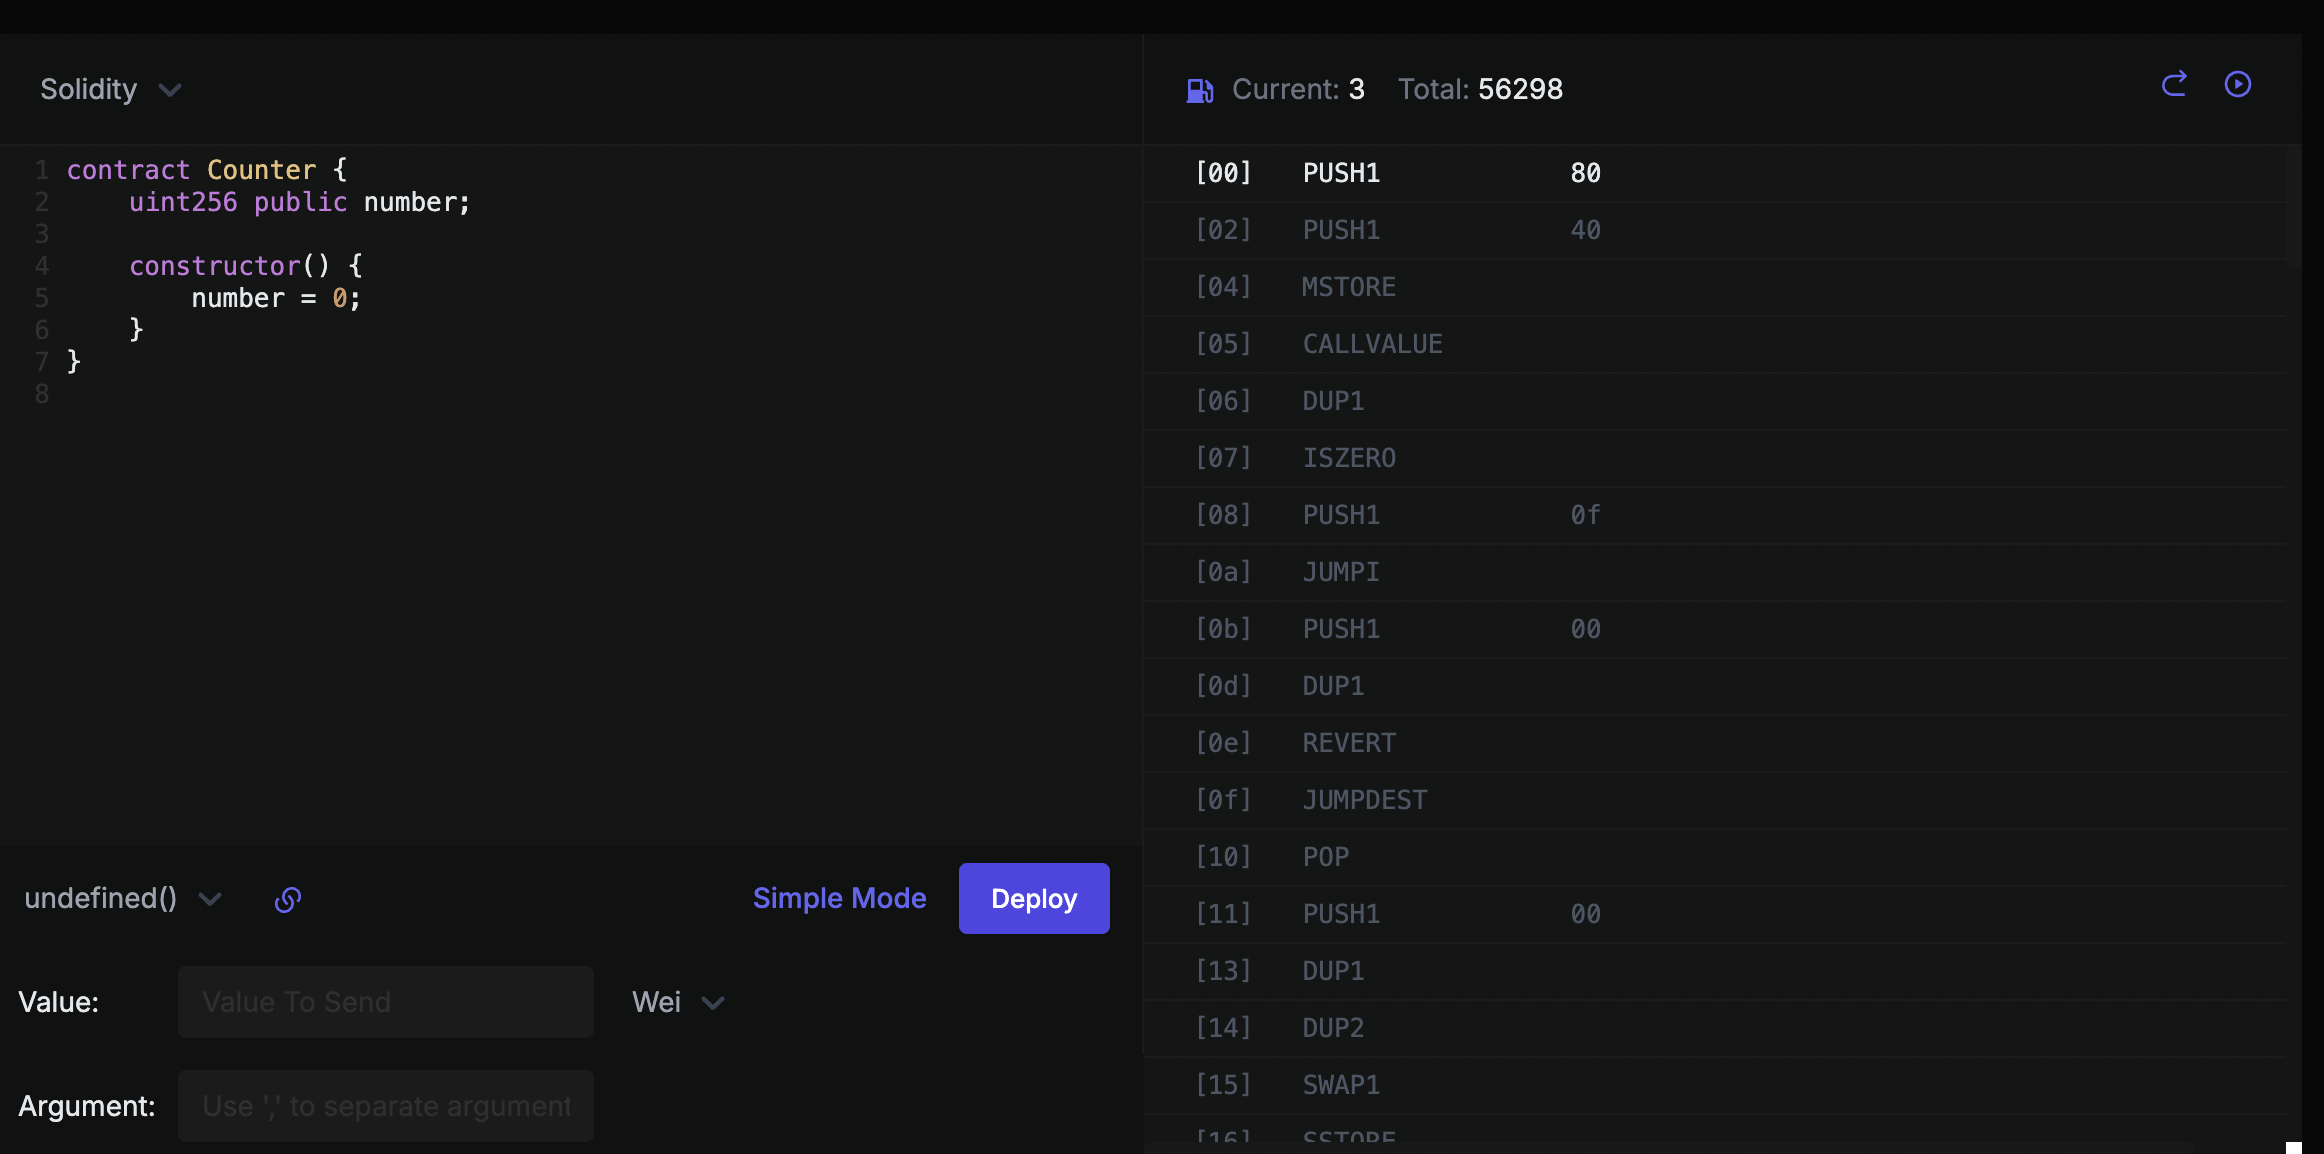 Solidity
1 contract Counter {
2     uint256 public number;
3
4     constructor() {
5         number = 0;
6     }
7 }
8
undefined()
Simple Mode
Deploy
Value:
Value To Send
Wei
Argument:
Use ',' to separate argument
Current: 3 Total: 56298
[00] PUSH1 80
[02] PUSH1 40
[04] MSTORE
[05] CALLVALUE
[06] DUP1
[07] ISZERO
[08] PUSH1 0f
[0a] JUMPI
[0b] PUSH1 00
[0d] DUP1
[0e] REVERT
[0f] JUMPDEST
[10] POP
[11] PUSH1 00
[13] DUP1
[14] DUP2
[15] SWAP1
[16] SSTORE